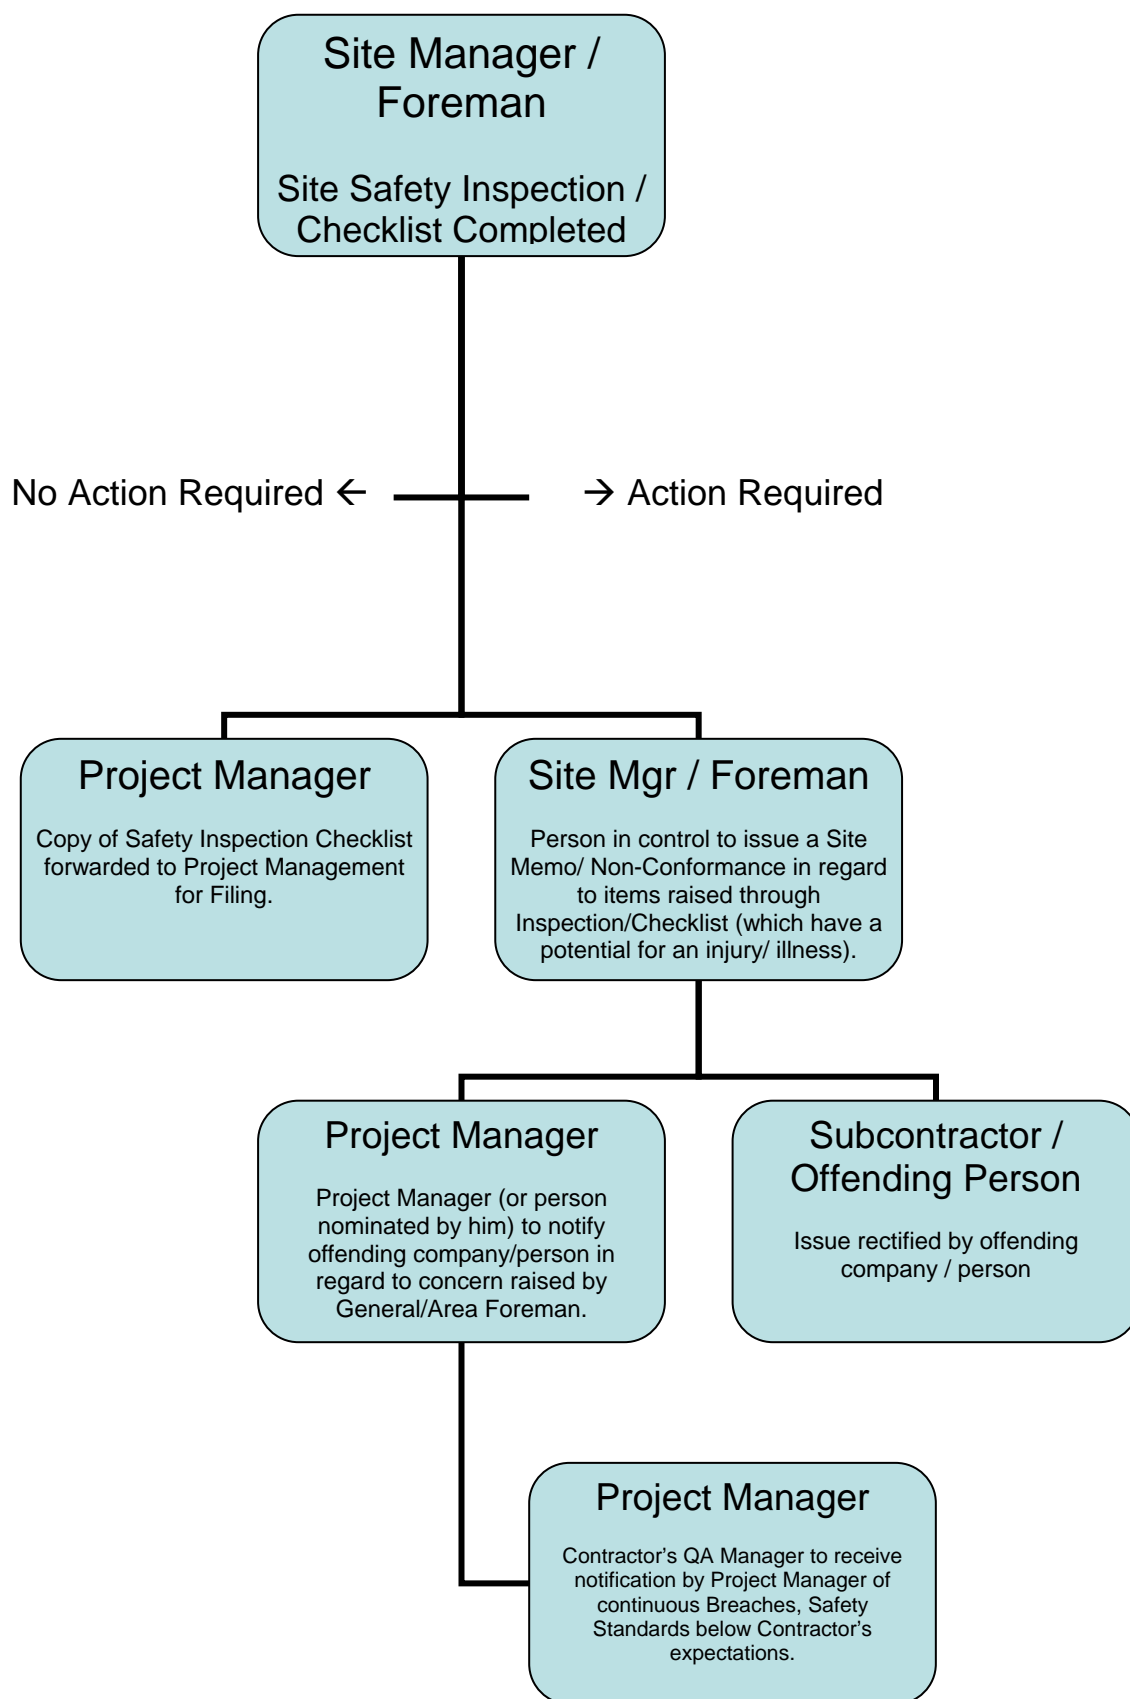 Site Manager /
Foreman
Site Safety Inspection /
Checklist Completed
No Action Required ← → Action Required
Project Manager
Copy of Safety Inspection Checklist
forwarded to Project Management
for Filing.
Site Mgr / Foreman
Person in control to issue a Site
Memo/ Non-Conformance in regard
to items raised through
Inspection/Checklist (which have a
potential for an injury/ illness).
Project Manager
Project Manager (or person
nominated by him) to notify
offending company/person in
regard to concern raised by
General/Area Foreman.
Subcontractor /
Offending Person
Issue rectified by offending
company / person
Project Manager
Contractor’s QA Manager to receive
notification by Project Manager of
continuous Breaches, Safety
Standards below Contractor’s
expectations.